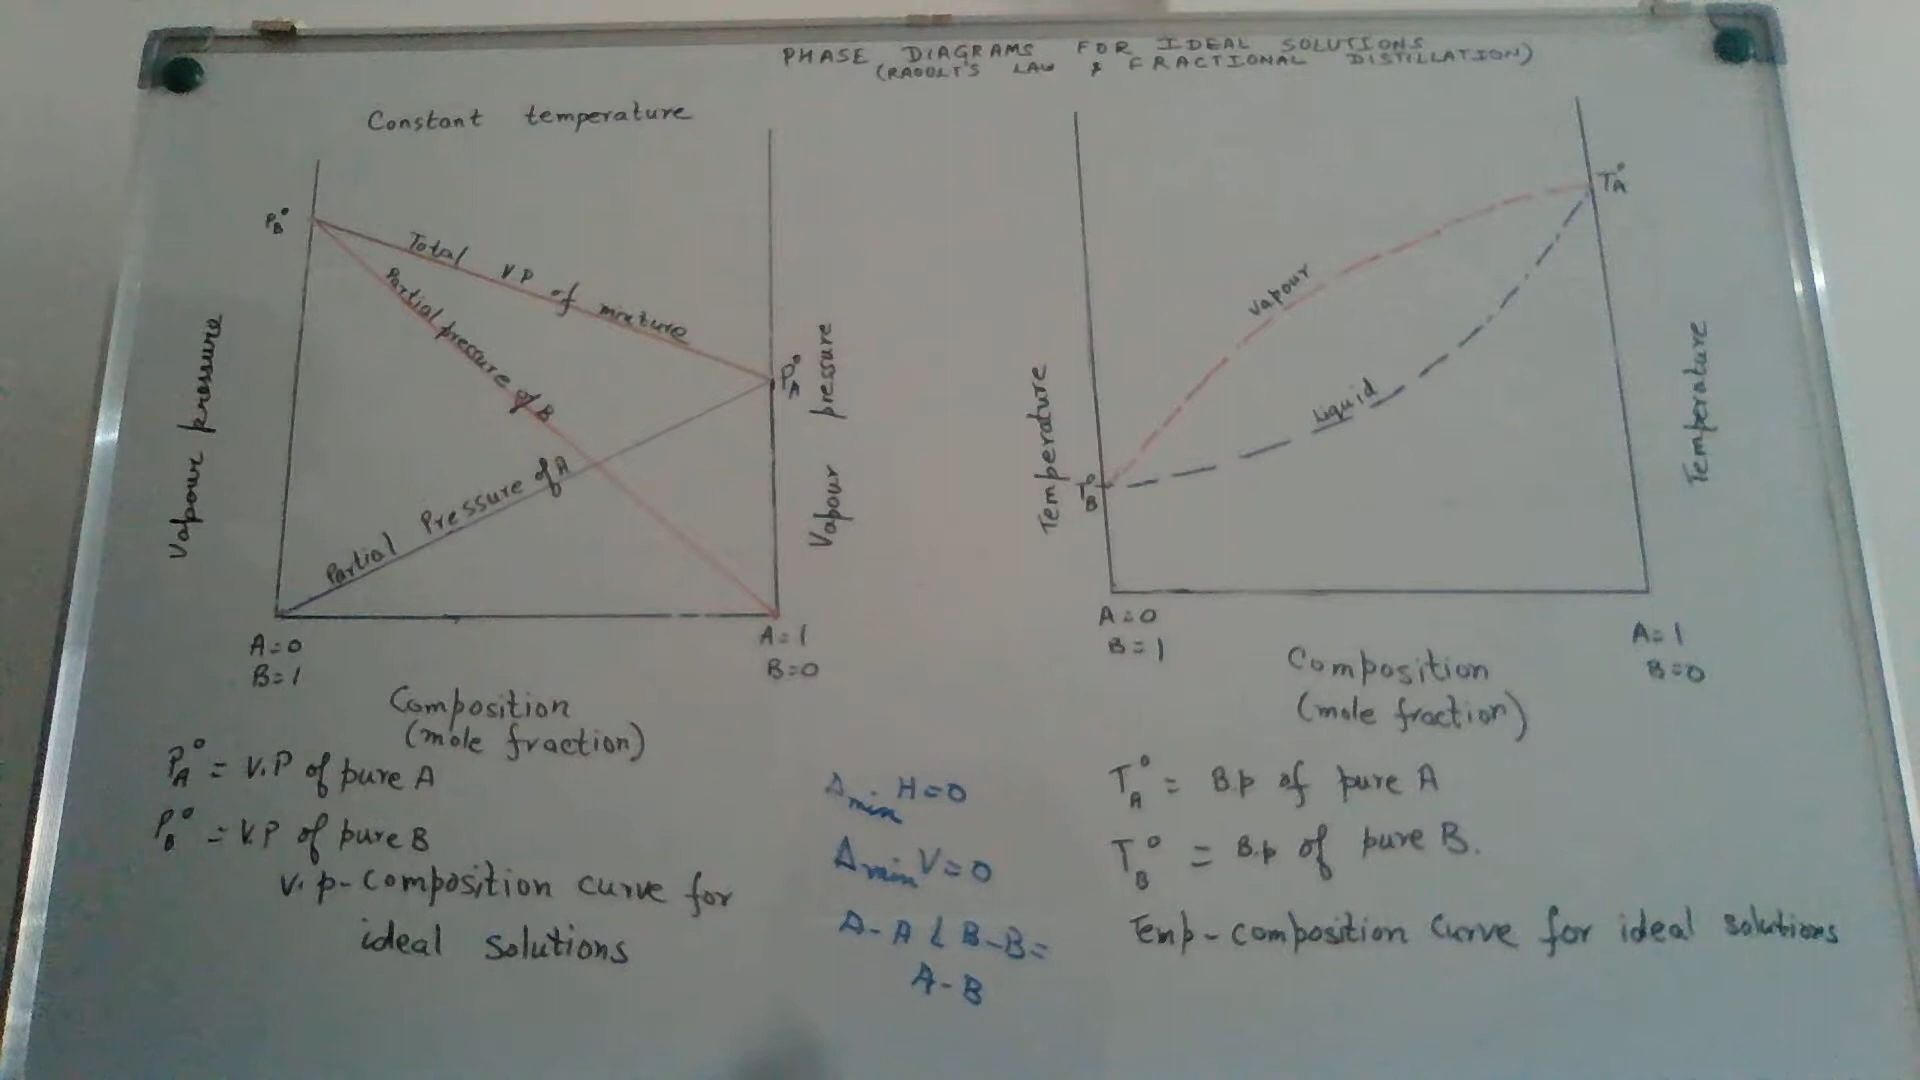 PHASE DIAGRAMS FOR IDEAL SOLUTIONS
(RAOULT'S LAW & FRACTIONAL DISTILLATION)
Constant temperature
P°B
Total V.P of mixture
Partial pressure of B
Partial Pressure of A
P°A
Vapour pressure
Vapour pressure
A=0
B=1
A=1
B=0
Composition
(mole fraction)
P°A = V.P of pure A
P°B = V.P of pure B
V.p-Composition curve for
ideal solutions
Δmin H=0
Δmin V=0
A-A L B-B=
A-B
T°A
Vapour
Liquid
T°B
Temperature
Temperature
A=0
B=1
A=1
B=0
Composition
(mole fraction)
T°A = B.p of pure A
T°B = B.p of pure B.
Temp-composition Curve for ideal solutions